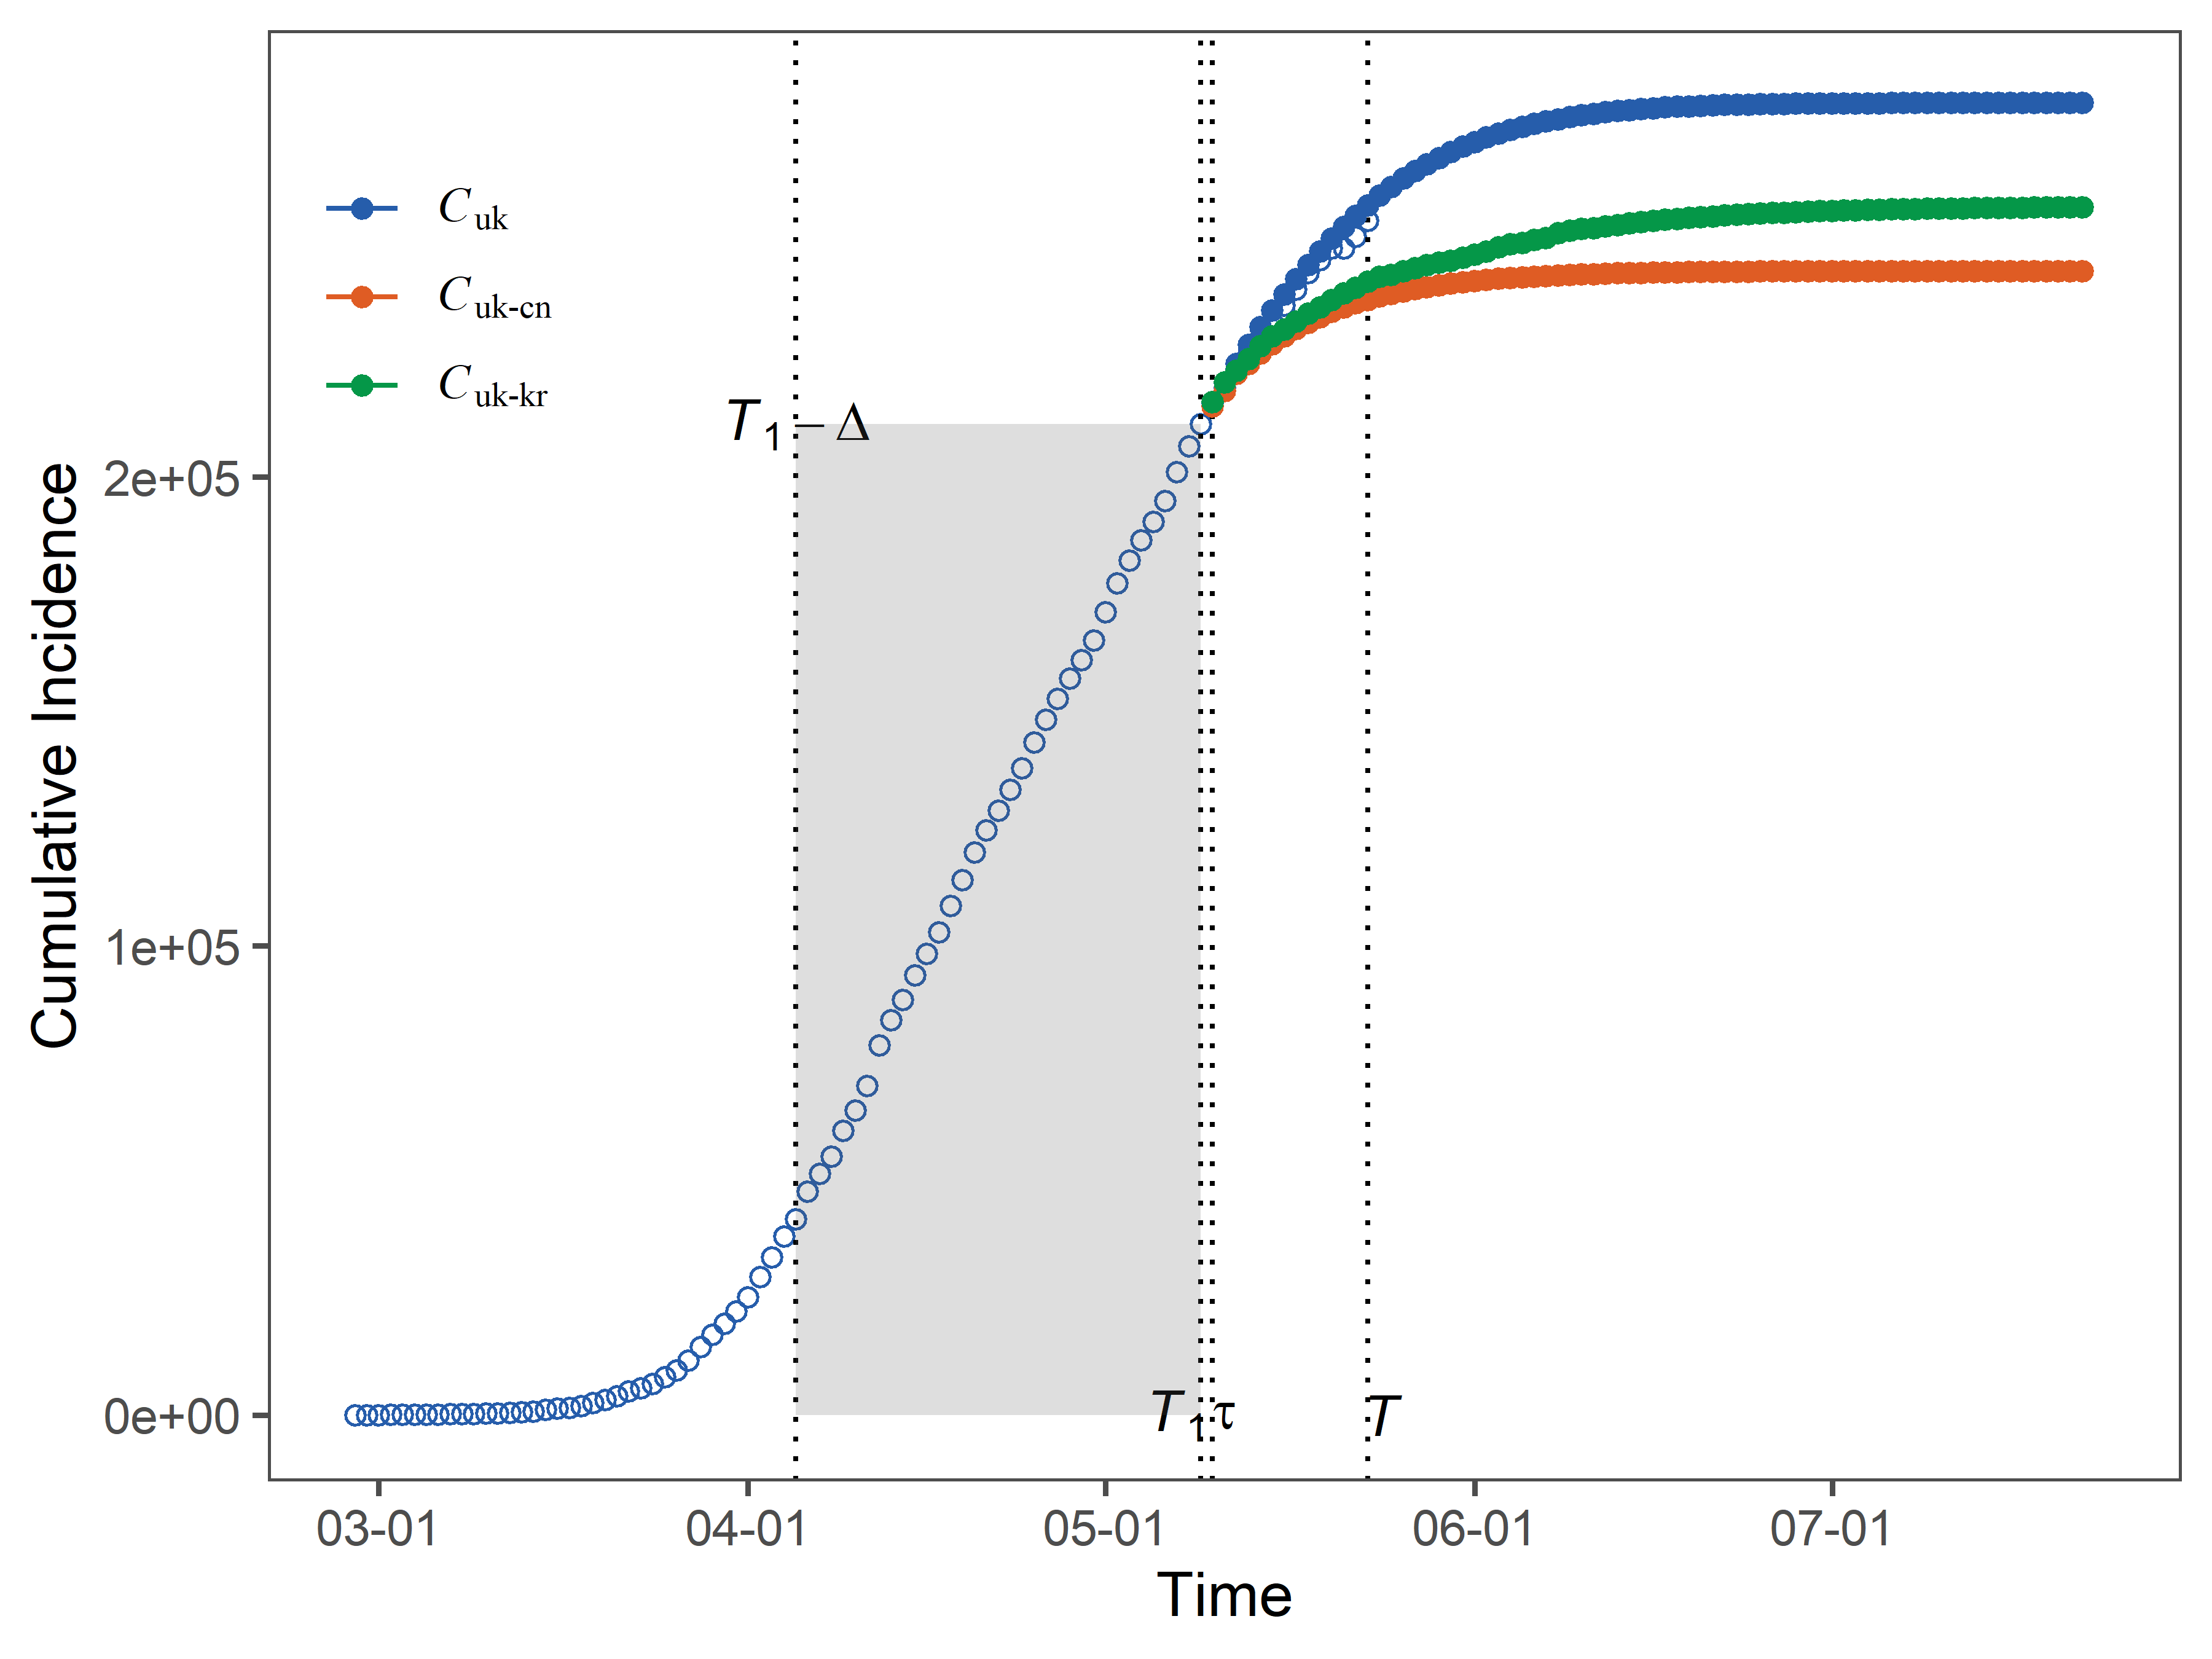 C uk
C uk-cn
C uk-kr
T 1 − Δ
2e+05
1e+05
0e+00
Cumulative Incidence
T 1 τ T
03-01 04-01 05-01 06-01 07-01
Time